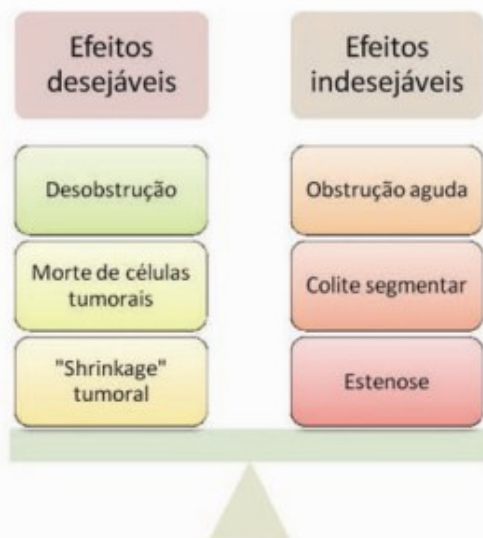 Efeitos
desejáveis
Efeitos
indesejáveis
Desobstrução
Obstrução aguda
Morte de células
tumorais
Colite segmentar
"Shrinkage"
tumoral
Estenose